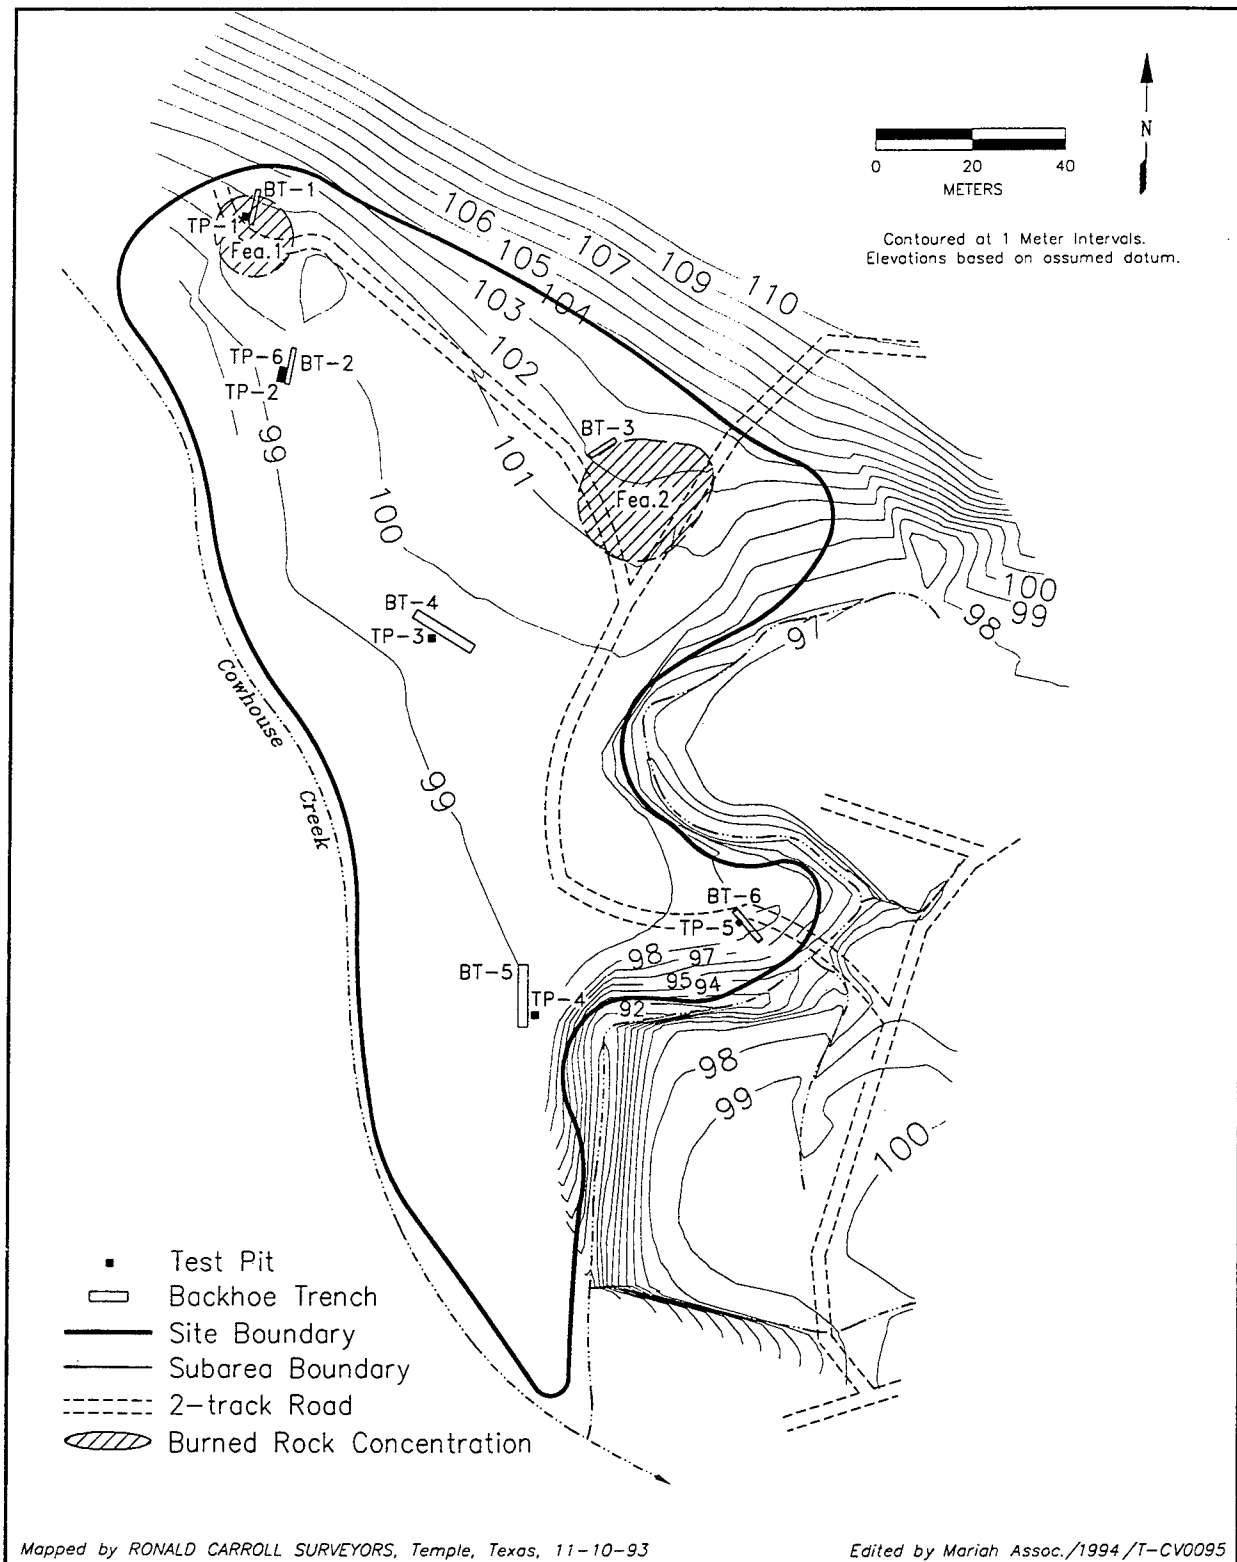 N
0 20 40
METERS
Contoured at 1 Meter Intervals.
Elevations based on assumed datum.
BT-1
TP-1
Fea.1
106
107
109
110
105
104
103
102
TP-6
BT-2
TP-2
99
101
100
BT-3
Fea.2
100
99
98
97
BT-4
TP-3
Cowhouse
Creek
99
BT-6
TP-5
98
97
BT-5
95
94
TP-4
92
98
99
100
Test Pit
Backhoe Trench
Site Boundary
Subarea Boundary
2-track Road
Burned Rock Concentration
Mapped by RONALD CARROLL SURVEYORS, Temple, Texas, 11-10-93
Edited by Mariah Assoc./1994/T-CV0095